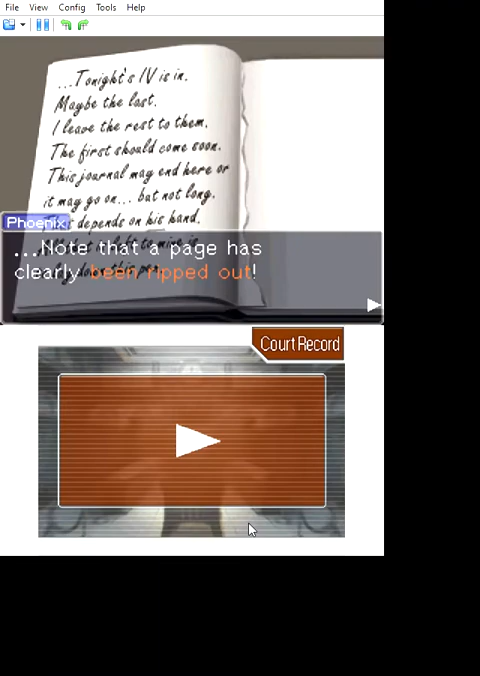 File View Config Tools Help
...Tonight's IV is in.
Maybe the last.
I leave the rest to them.
The first should come soon.
This journal may end here or
it may go on... but not long.
depends on his hand.
Phoenix
...Note that a page has
clearly been ripped out!
Court Record